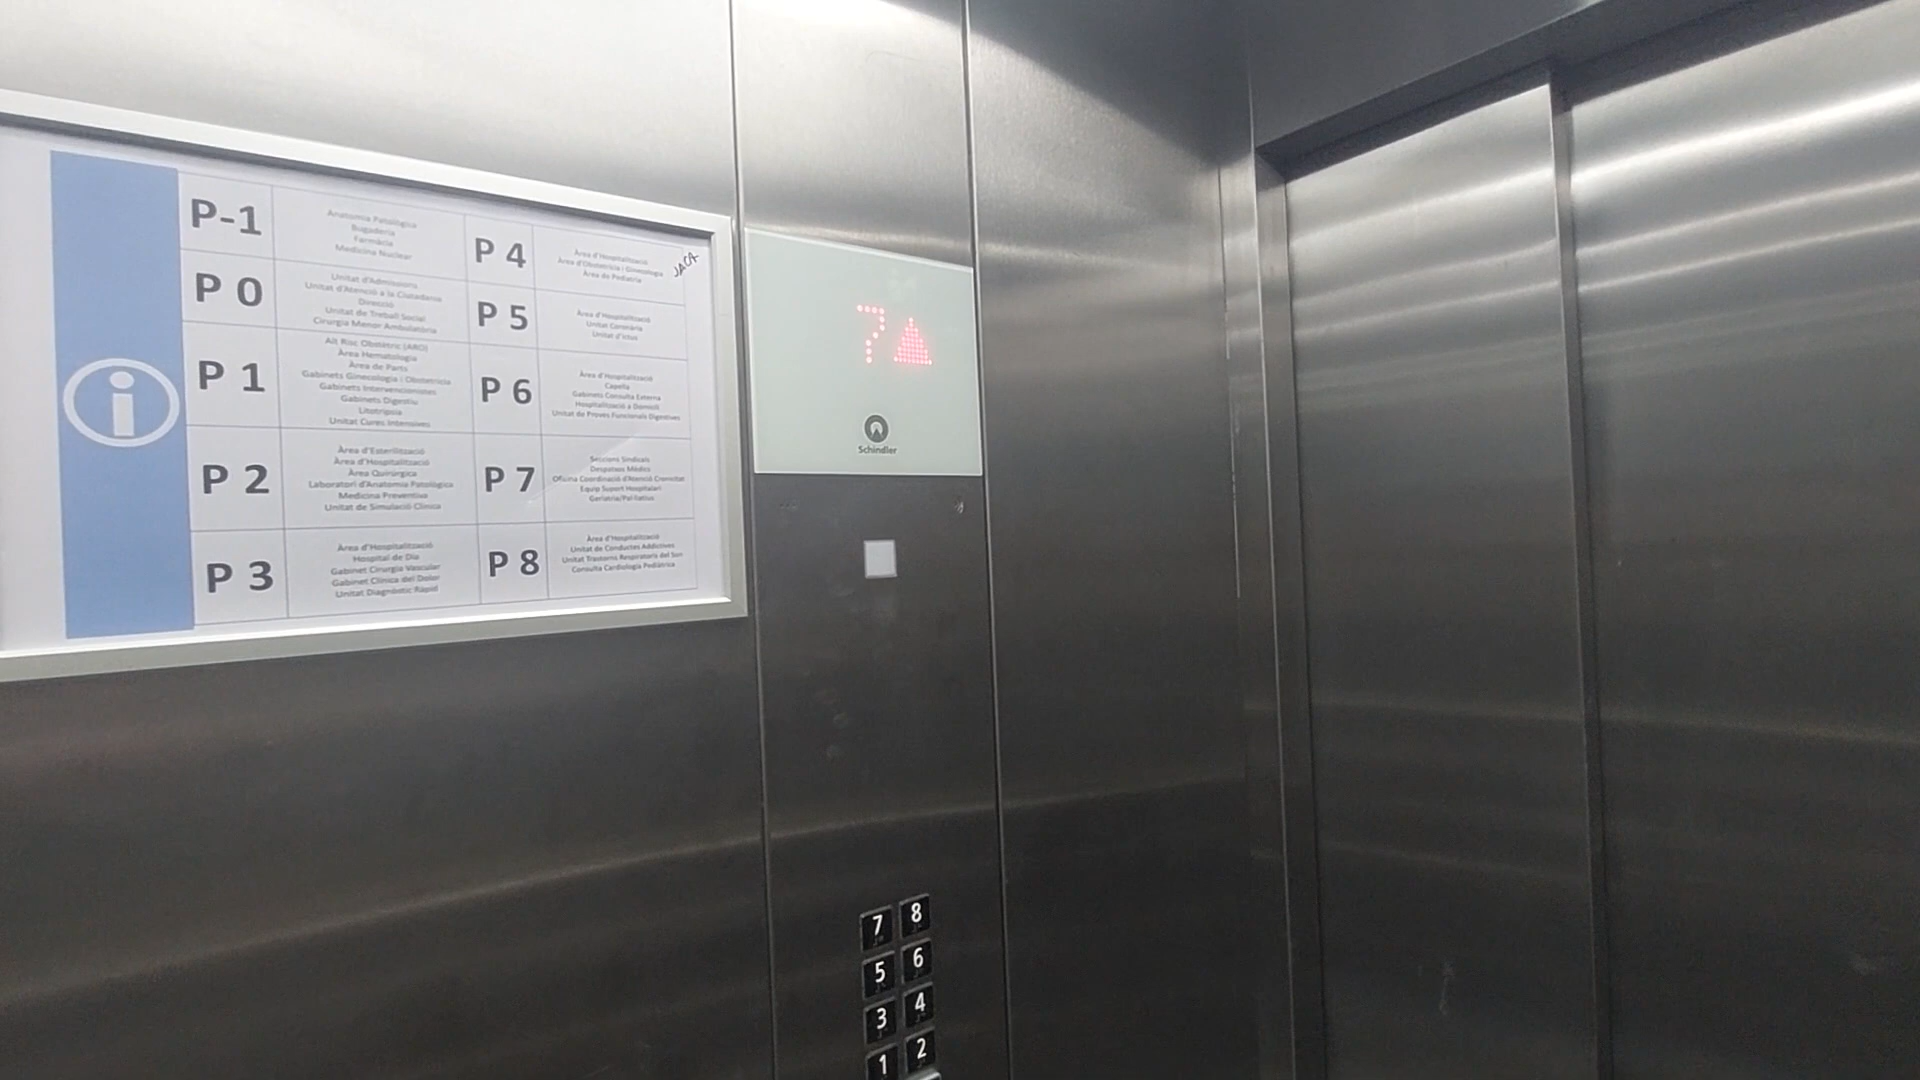 P-1
Anatomia Patològica
Bugaderia
Farmàcia
Medicina Nuclear
P 0
Unitat d'Admissions
Unitat d'Atenció a la Ciutadania
Direcció
Unitat de Treball Social
Cirurgia Menor Ambulatòria
P 1
Alt Risc Obstètric (ARO)
Àrea Hematologia
Àrea de Parts
Gabinets Ginecologia i Obstetrícia
Gabinets Intervencionistes
Gabinets Digestiu
Litotrípsia
Unitat Cures Intensives
P 2
Àrea d'Esterilització
Àrea d'Hospitalització
Àrea Quirúrgica
Laboratori d'Anatomia Patològica
Medicina Preventiva
Unitat de Simulació Clínica
P 3
Àrea d'Hospitalització
Hospital de Dia
Gabinet Cirurgia Vascular
Gabinet Clínica del Dolor
Unitat Diagnòstic Ràpid
P 4
Àrea d'Hospitalització
Àrea d'Obstetrícia i Ginecologia
Àrea de Pediatria
JACA
P 5
Àrea d'Hospitalització
Unitat Coronària
Unitat d'Ictus
P 6
Àrea d'Hospitalització
Capella
Gabinets Consulta Externa
Hospitalització a Domicili
Unitat de Proves Funcionals Digestives
P 7
Seccions Sindicals
Despatxos Mèdics
Oficina Coordinació d'Atenció Cronicitat
Equip Suport Hospitalari
Geriatria/Pal·liatius
P 8
Àrea d'Hospitalització
Unitat de Conductes Addictives
Unitat Trastorns Respiratoris del Son
Consulta Cardiologia Pediàtrica
7
Schindler
7 8
5 6
3 4
1 2